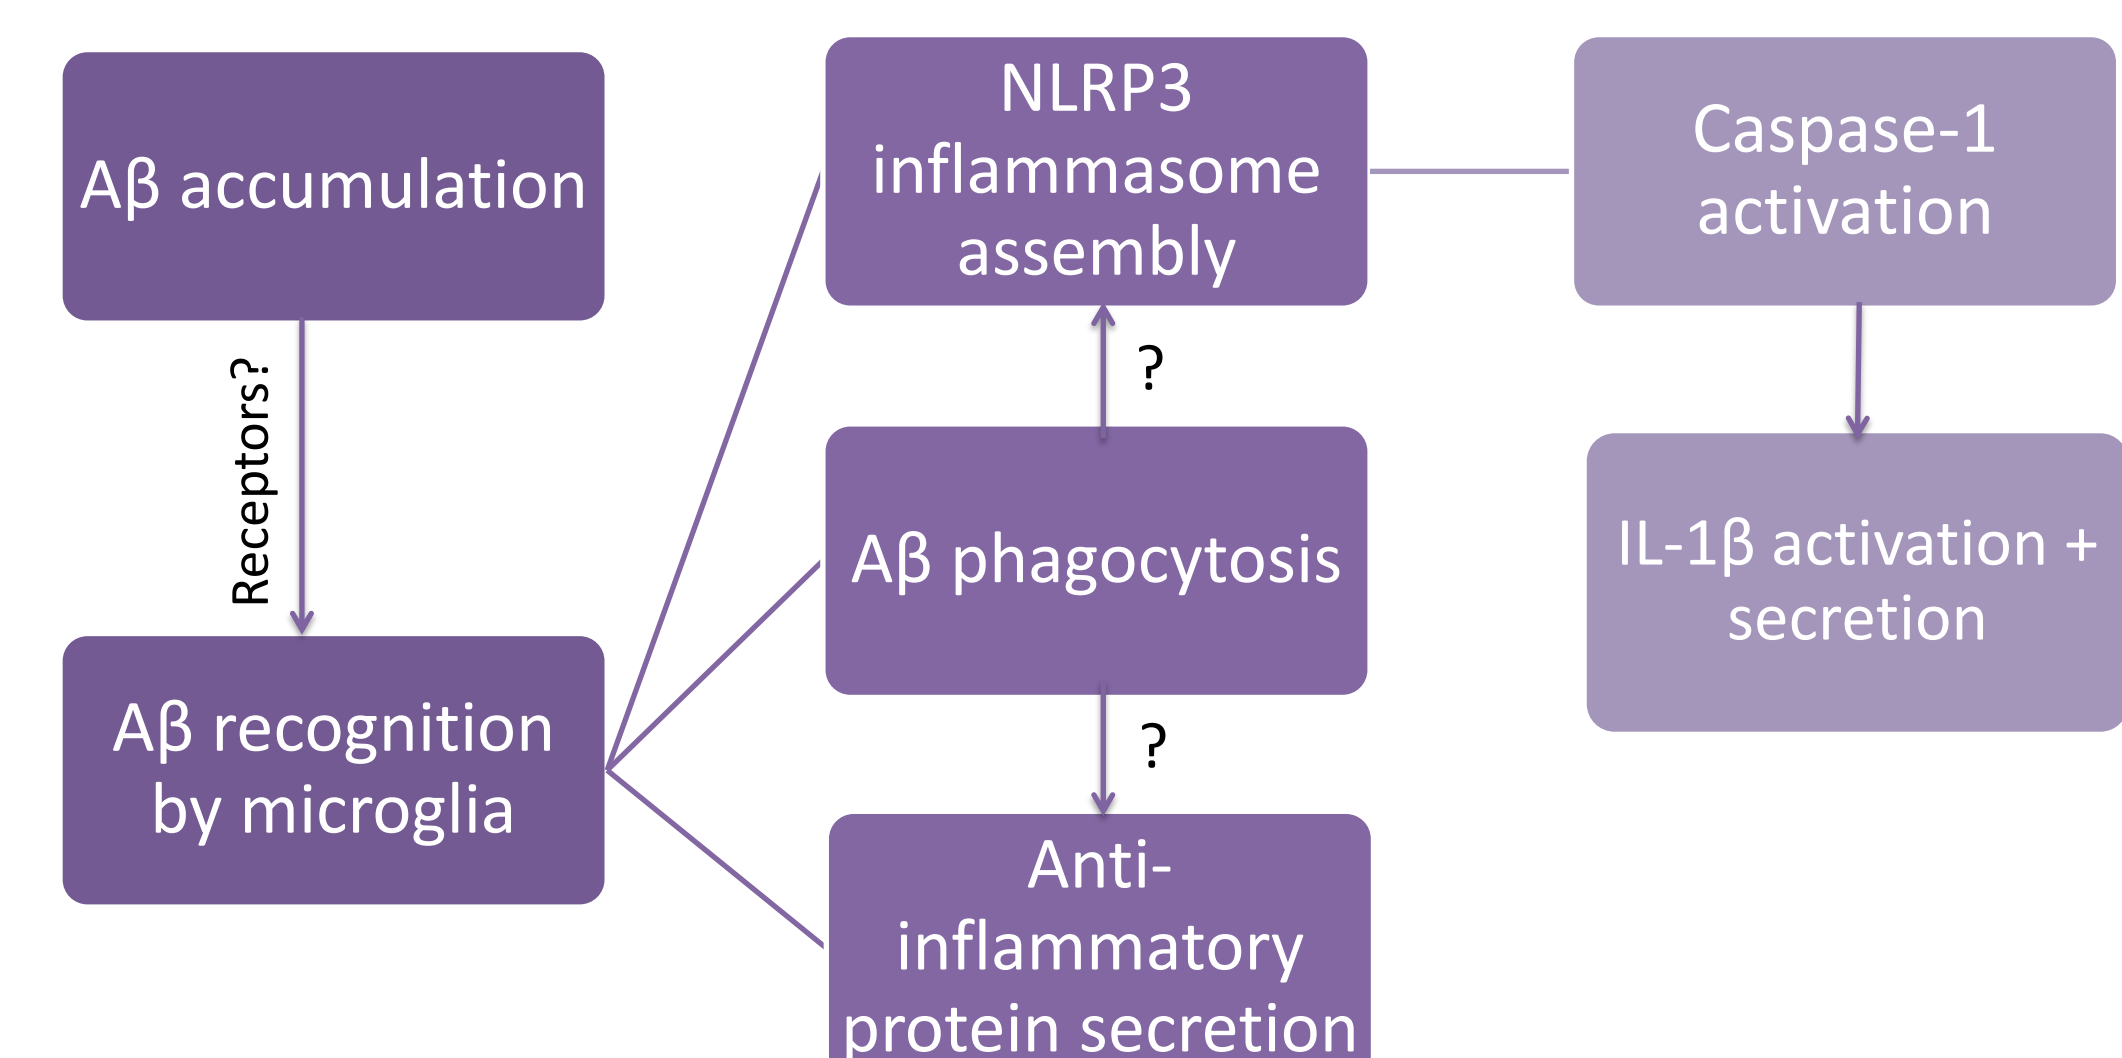 Aβ accumulation
Receptors?
Aβ recognition
by microglia
NLRP3
inflammasome
assembly
?
Aβ phagocytosis
?
Anti-
inflammatory
protein secretion
Caspase-1
activation
IL-1β activation +
secretion